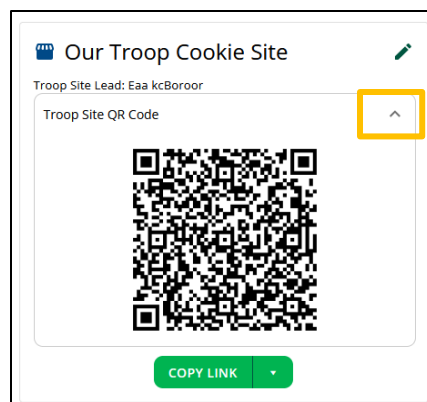 Our Troop Cookie Site
Troop Site Lead: Eaa kcBoroor
Troop Site QR Code
COPY LINK